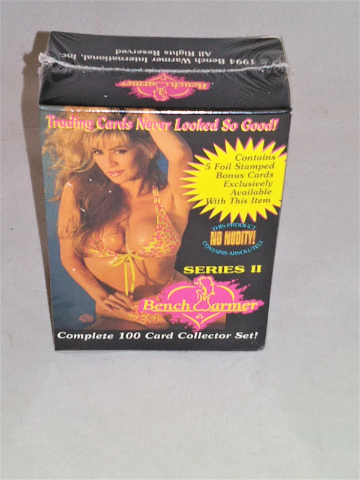 © 1994 Bench Warmer International, Inc.
All Rights Reserved
Bench Warmer
Trading Cards Never Looked So Good!
Contains
5 Foil Stamped
Bonus Cards
Exclusively
Available
With This Item
THIS PRODUCT
NO NUDITY!
CONTAINS ABSOLUTELY
SERIES II
Bench Warmer
Complete 100 Card Collector Set!